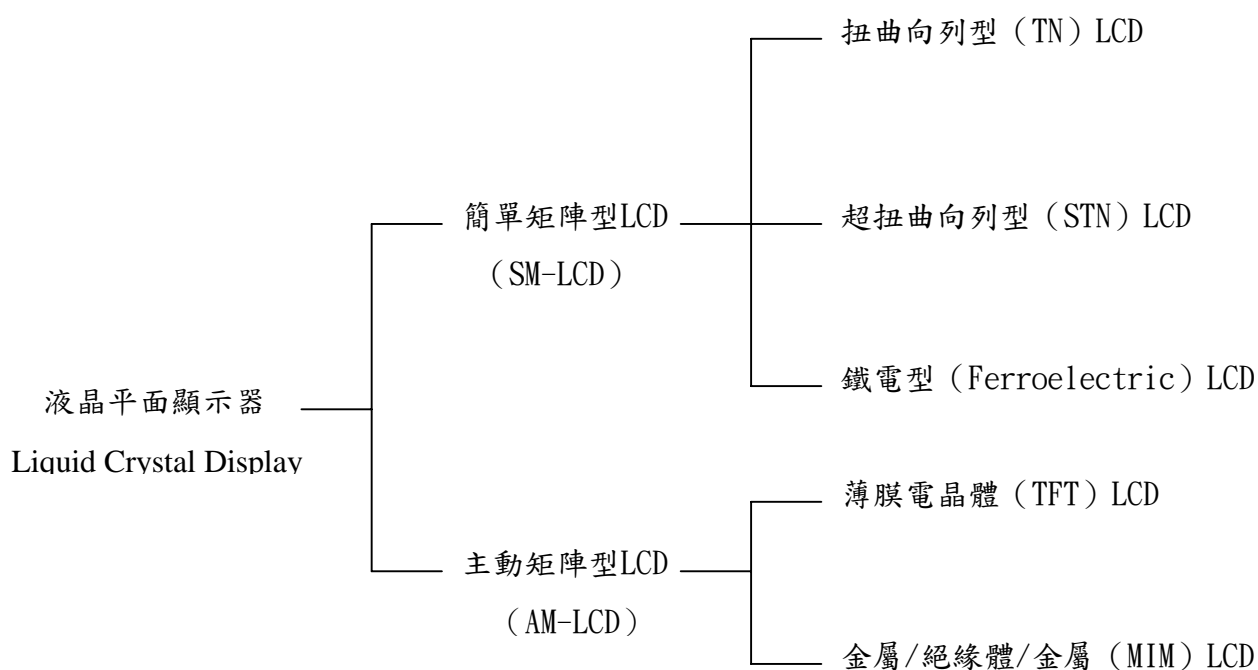 扭曲向列型（TN）LCD
簡單矩陣型LCD
（SM-LCD）
超扭曲向列型（STN）LCD
鐵電型（Ferroelectric）LCD
液晶平面顯示器
Liquid Crystal Display
薄膜電晶體（TFT）LCD
主動矩陣型LCD
（AM-LCD）
金屬/絕緣體/金屬（MIM）LCD